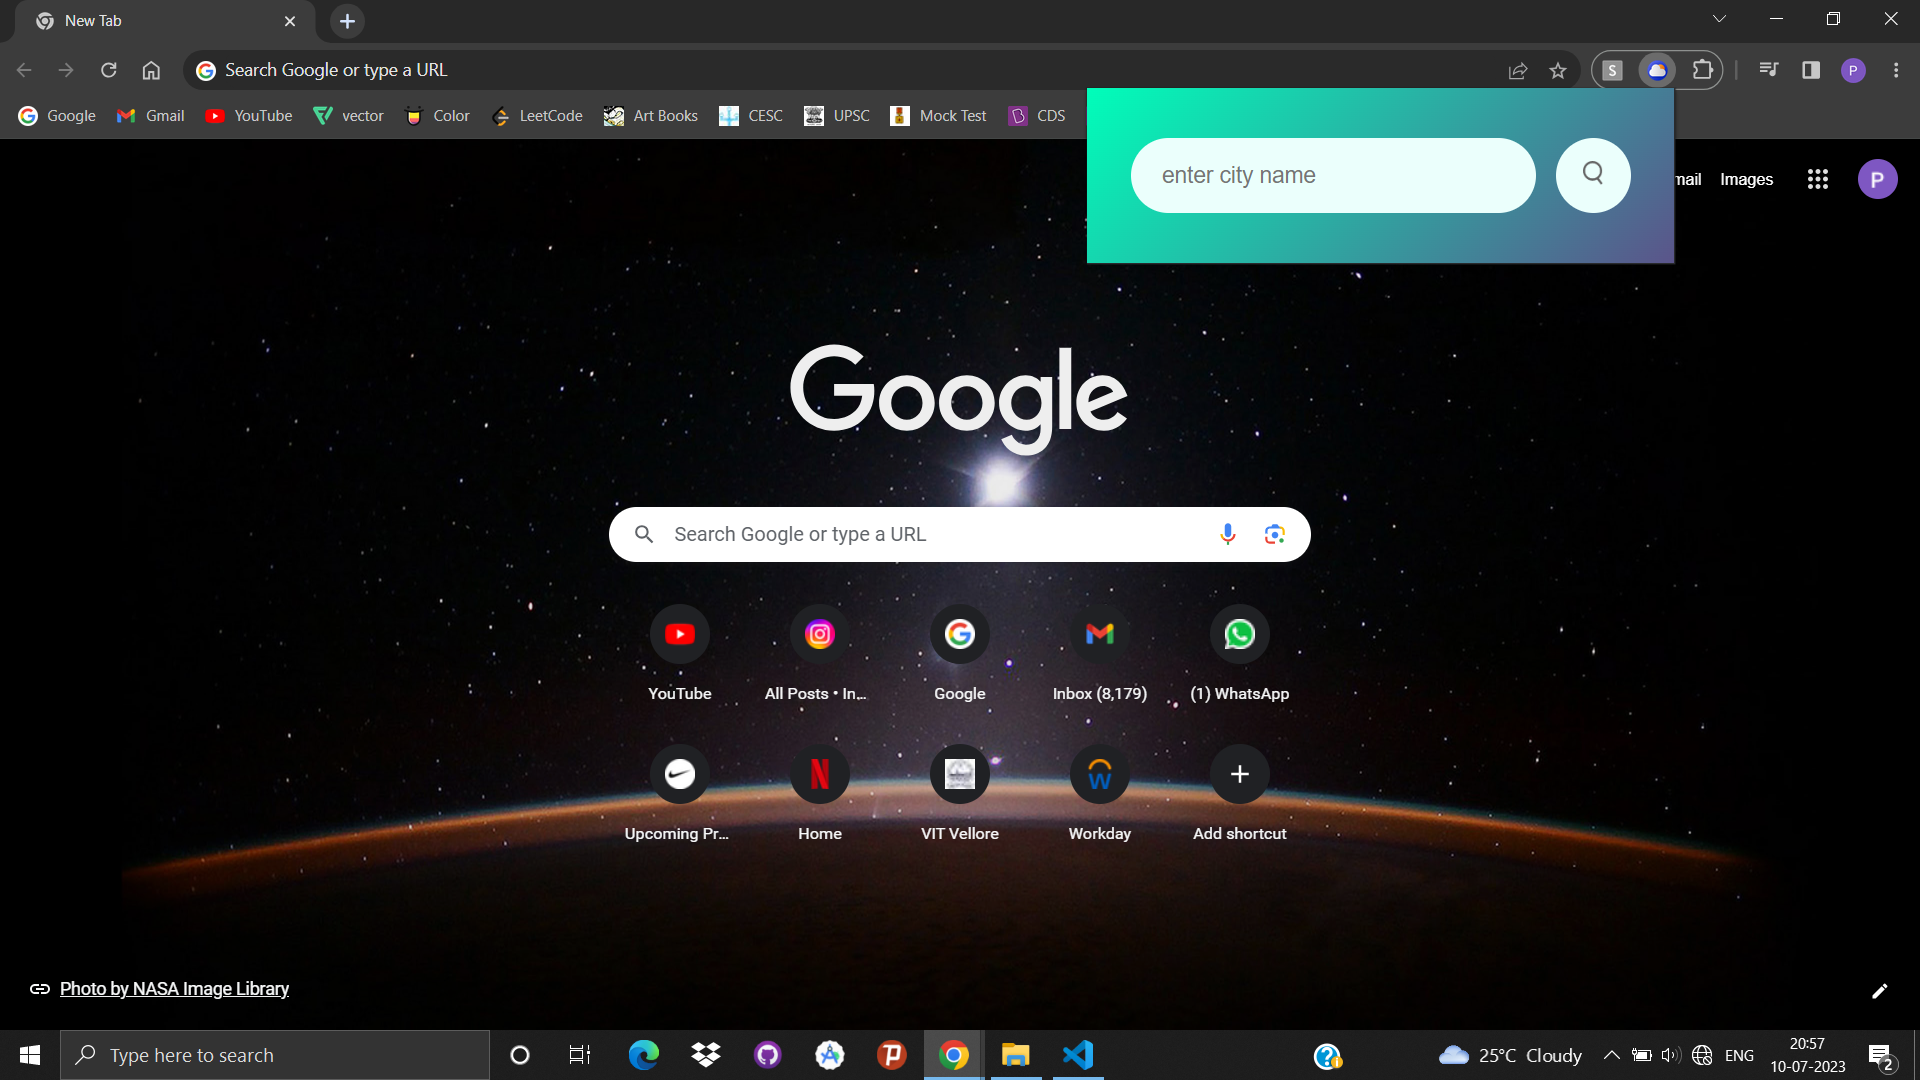 New Tab
Search Google or type a URL
S
P
Google
Gmail
YouTube
vector
Color
LeetCode
Art Books
CESC
UPSC
Mock Test
CDS
enter city name
mail
Images
P
Google
Search Google or type a URL
YouTube
All Posts • In...
Google
Inbox (8,179)
(1) WhatsApp
Upcoming Pr...
Home
VIT Vellore
Workday
Add shortcut
Photo by NASA Image Library
Type here to search
25°C Cloudy
ENG
20:57
10-07-2023
2